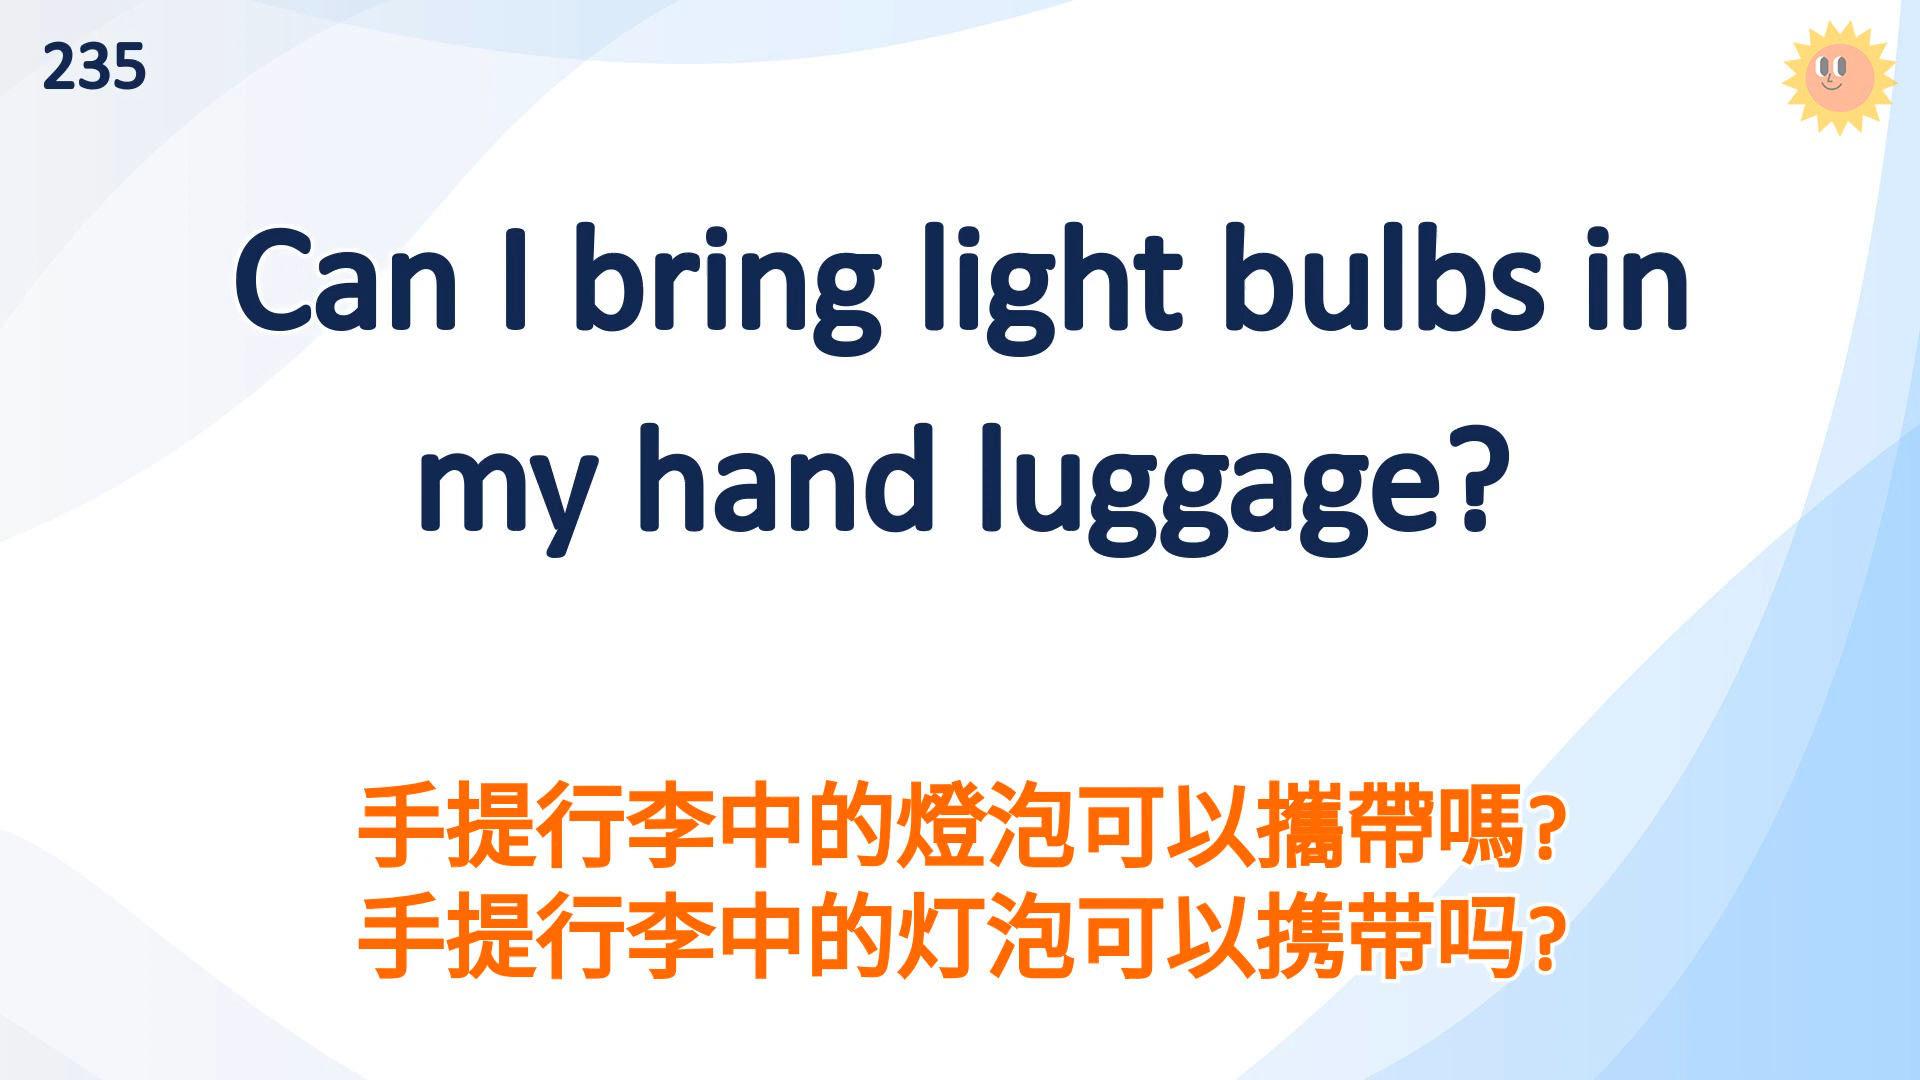 235
Can I bring light bulbs in
my hand luggage?
手提行李中的燈泡可以攜帶嗎?
手提行李中的灯泡可以携带吗?